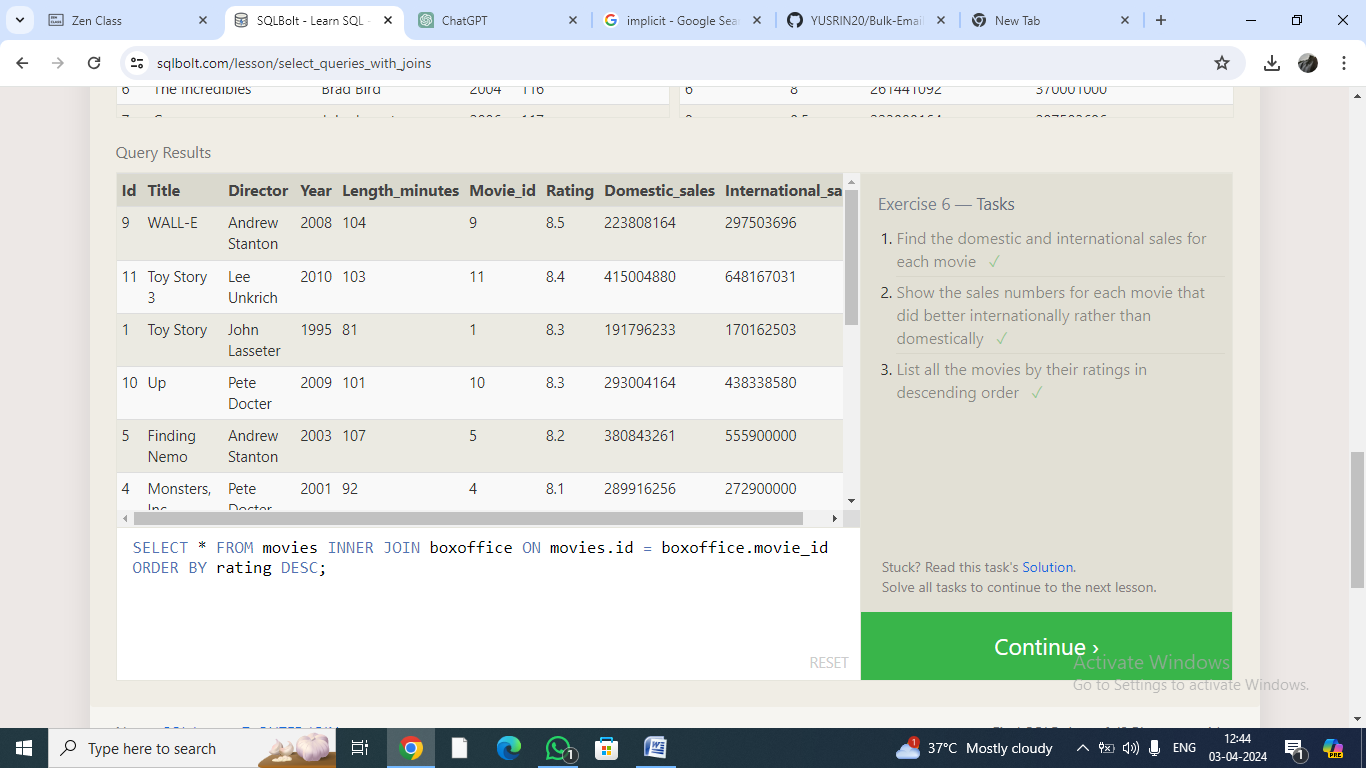 Zen Class
SQLBolt - Learn SQL -
ChatGPT
implicit - Google Sea
YUSRIN20/Bulk-Email
New Tab
sqlbolt.com/lesson/select_queries_with_joins
6 The Incredibles Brad Bird 2004 116
6 8 261441092 370001000
Query Results
Id Title Director Year Length_minutes Movie_id Rating Domestic_sales International_sa
9 WALL-E Andrew Stanton 2008 104 9 8.5 223808164 297503696
11 Toy Story 3 Lee Unkrich 2010 103 11 8.4 415004880 648167031
1 Toy Story John Lasseter 1995 81 1 8.3 191796233 170162503
10 Up Pete Docter 2009 101 10 8.3 293004164 438338580
5 Finding Nemo Andrew Stanton 2003 107 5 8.2 380843261 555900000
4 Monsters, Inc. Pete Docter 2001 92 4 8.1 289916256 272900000
SELECT * FROM movies INNER JOIN boxoffice ON movies.id = boxoffice.movie_id
ORDER BY rating DESC;
RESET
Exercise 6 — Tasks
1. Find the domestic and international sales for
each movie ✓
2. Show the sales numbers for each movie that
did better internationally rather than
domestically ✓
3. List all the movies by their ratings in
descending order ✓
Stuck? Read this task's Solution.
Solve all tasks to continue to the next lesson.
Continue ›
Activate Windows
Go to Settings to activate Windows.
Type here to search
1
1
37°C Mostly cloudy
ENG
12:44
03-04-2024
1
PRE